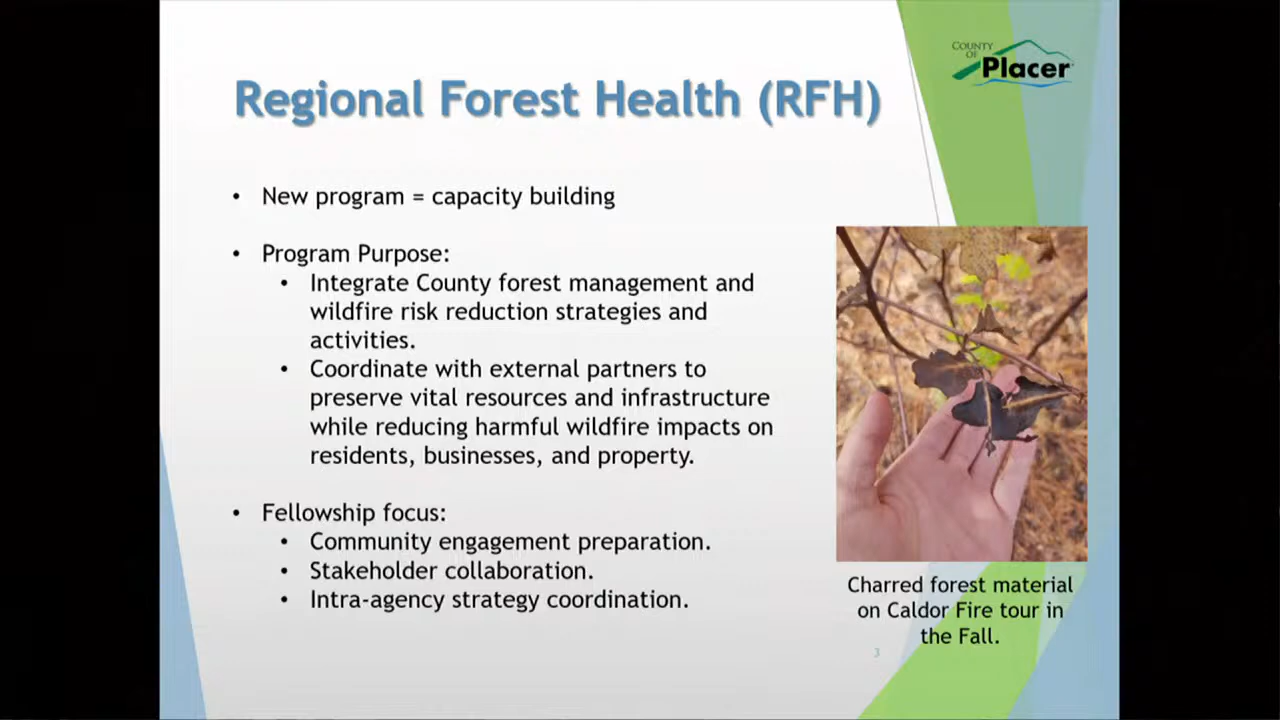 COUNTY
OF
Placer
Regional Forest Health (RFH)
• New program = capacity building
• Program Purpose:
• Integrate County forest management and
wildfire risk reduction strategies and
activities.
• Coordinate with external partners to
preserve vital resources and infrastructure
while reducing harmful wildfire impacts on
residents, businesses, and property.
• Fellowship focus:
• Community engagement preparation.
• Stakeholder collaboration.
• Intra-agency strategy coordination.
Charred forest material
on Caldor Fire tour in
the Fall.
3